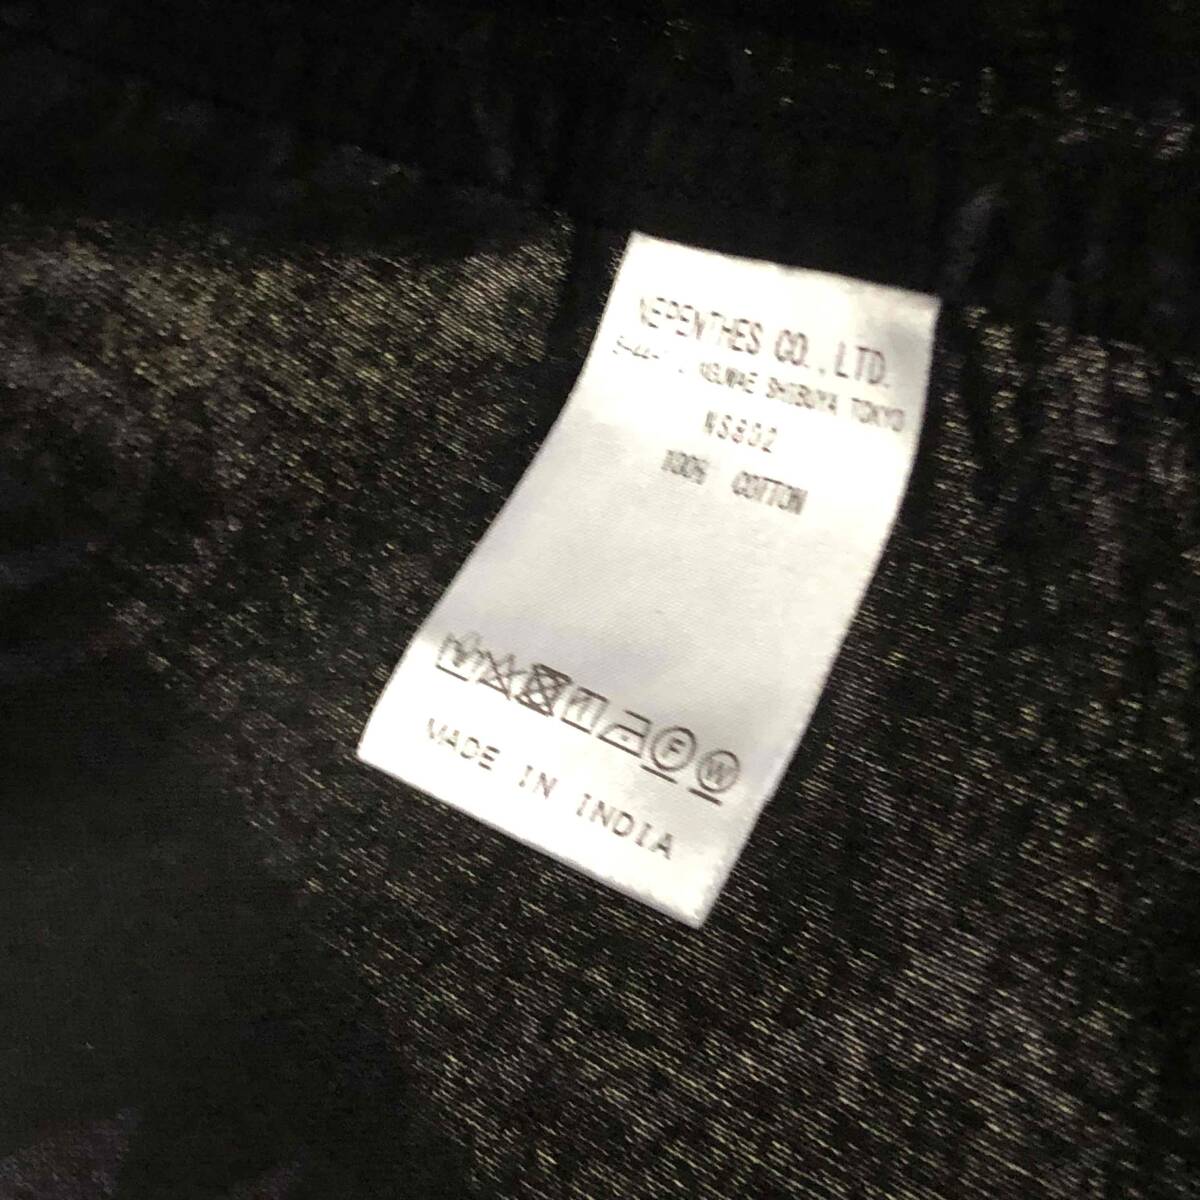 NEPENTHES CO., LTD.
SHIBUYA TOKYO
NS802
100% COTTON
F W
MADE IN INDIA